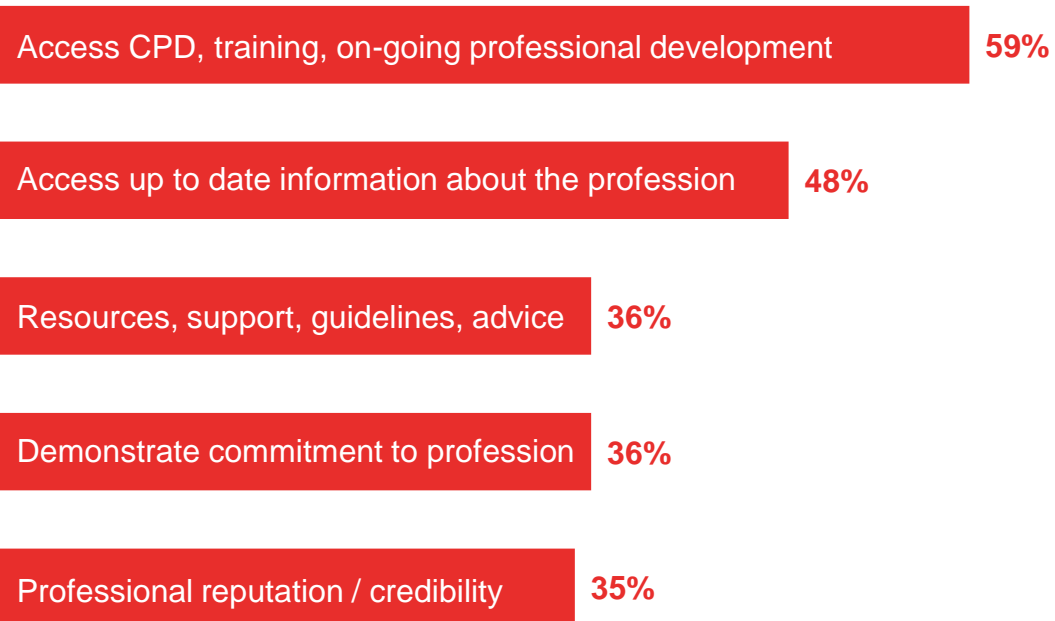 Access CPD, training, on-going professional development 59%
Access up to date information about the profession 48%
Resources, support, guidelines, advice 36%
Demonstrate commitment to profession 36%
Professional reputation / credibility 35%